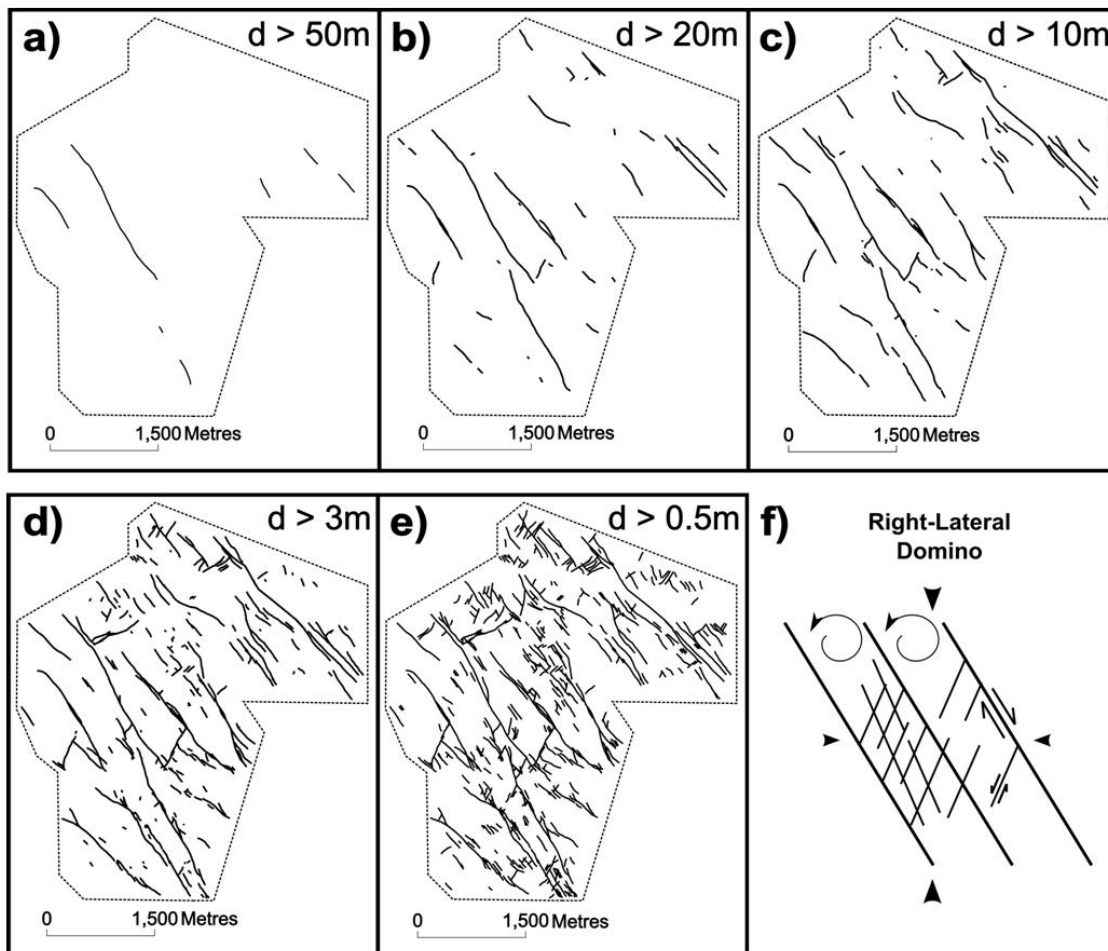 a)
d > 50m
0
1,500 Metres
b)
d > 20m
0
1,500 Metres
c)
d > 10m
0
1,500 Metres
d)
d > 3m
0
1,500 Metres
e)
d > 0.5m
0
1,500 Metres
f)
Right-Lateral
Domino